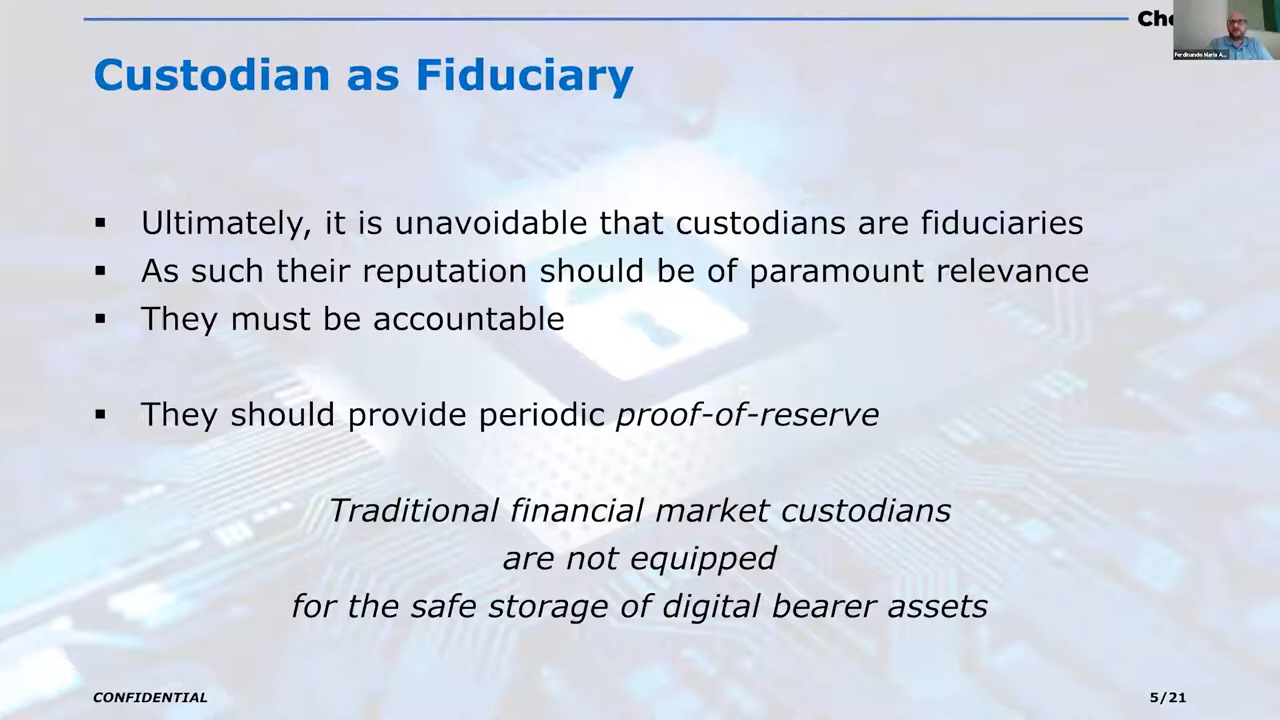 Custodian as Fiduciary
Ultimately, it is unavoidable that custodians are fiduciaries
As such their reputation should be of paramount relevance
They must be accountable
They should provide periodic proof-of-reserve
Traditional financial market custodians
are not equipped
for the safe storage of digital bearer assets
CONFIDENTIAL
5/21
Ferdinando Maria A...